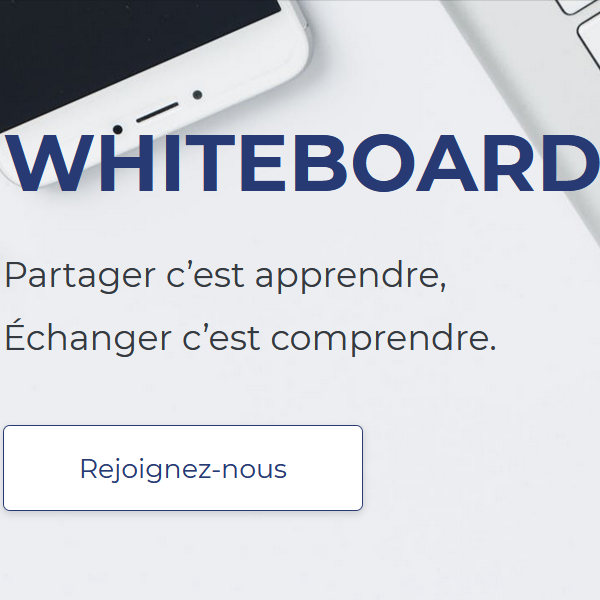 WHITEBOARD
Partager c’est apprendre,
Échanger c’est comprendre.
Rejoignez-nous